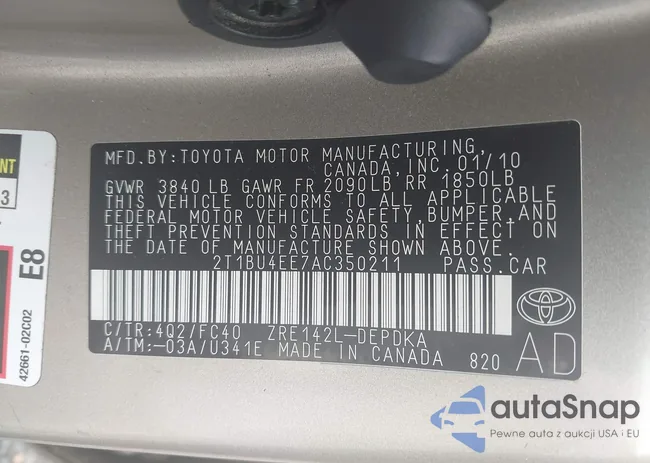 MFD.BY:TOYOTA MOTOR MANUFACTURING,
CANADA,INC. 01/10
GVWR 3840 LB GAWR FR 2090LB RR 1850LB
THIS VEHICLE CONFORMS TO ALL APPLICABLE
FEDERAL MOTOR VEHICLE SAFETY, BUMPER,AND
THEFT PREVENTION STANDARDS IN EFFECT ON
THE DATE OF MANUFACTURE SHOWN ABOVE.
2T1BU4EE7AC350211 PASS.CAR
C/TR:4Q2/FC40 ZRE142L-DEPDKA
A/TM:-03A/U341E MADE IN CANADA 820
AD
3
E8
42661-02C02
autaSnap
Pewne auta z aukcji USA i EU